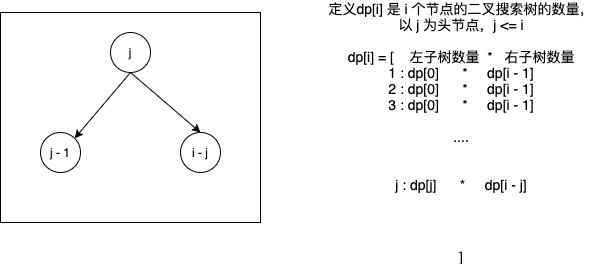 定义dp[i] 是 i 个节点的二叉搜索树的数量，
以 j 为头节点，j <= i
dp[i] = [ 左子树数量 * 右子树数量
1 : dp[0] * dp[i - 1]
2 : dp[0] * dp[i - 1]
3 : dp[0] * dp[i - 1]
....
j : dp[j] * dp[i - j]
]
j
j - 1
i - j